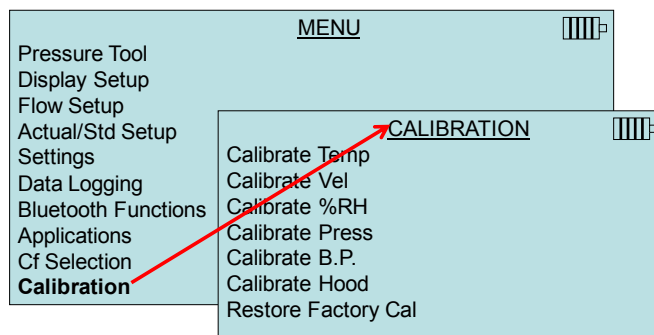 MENU
Pressure Tool
Display Setup
Flow Setup
Actual/Std Setup
Settings
Data Logging
Bluetooth Functions
Applications
Cf Selection
Calibration
CALIBRATION
Calibrate Temp
Calibrate Vel
Calibrate %RH
Calibrate Press
Calibrate B.P.
Calibrate Hood
Restore Factory Cal